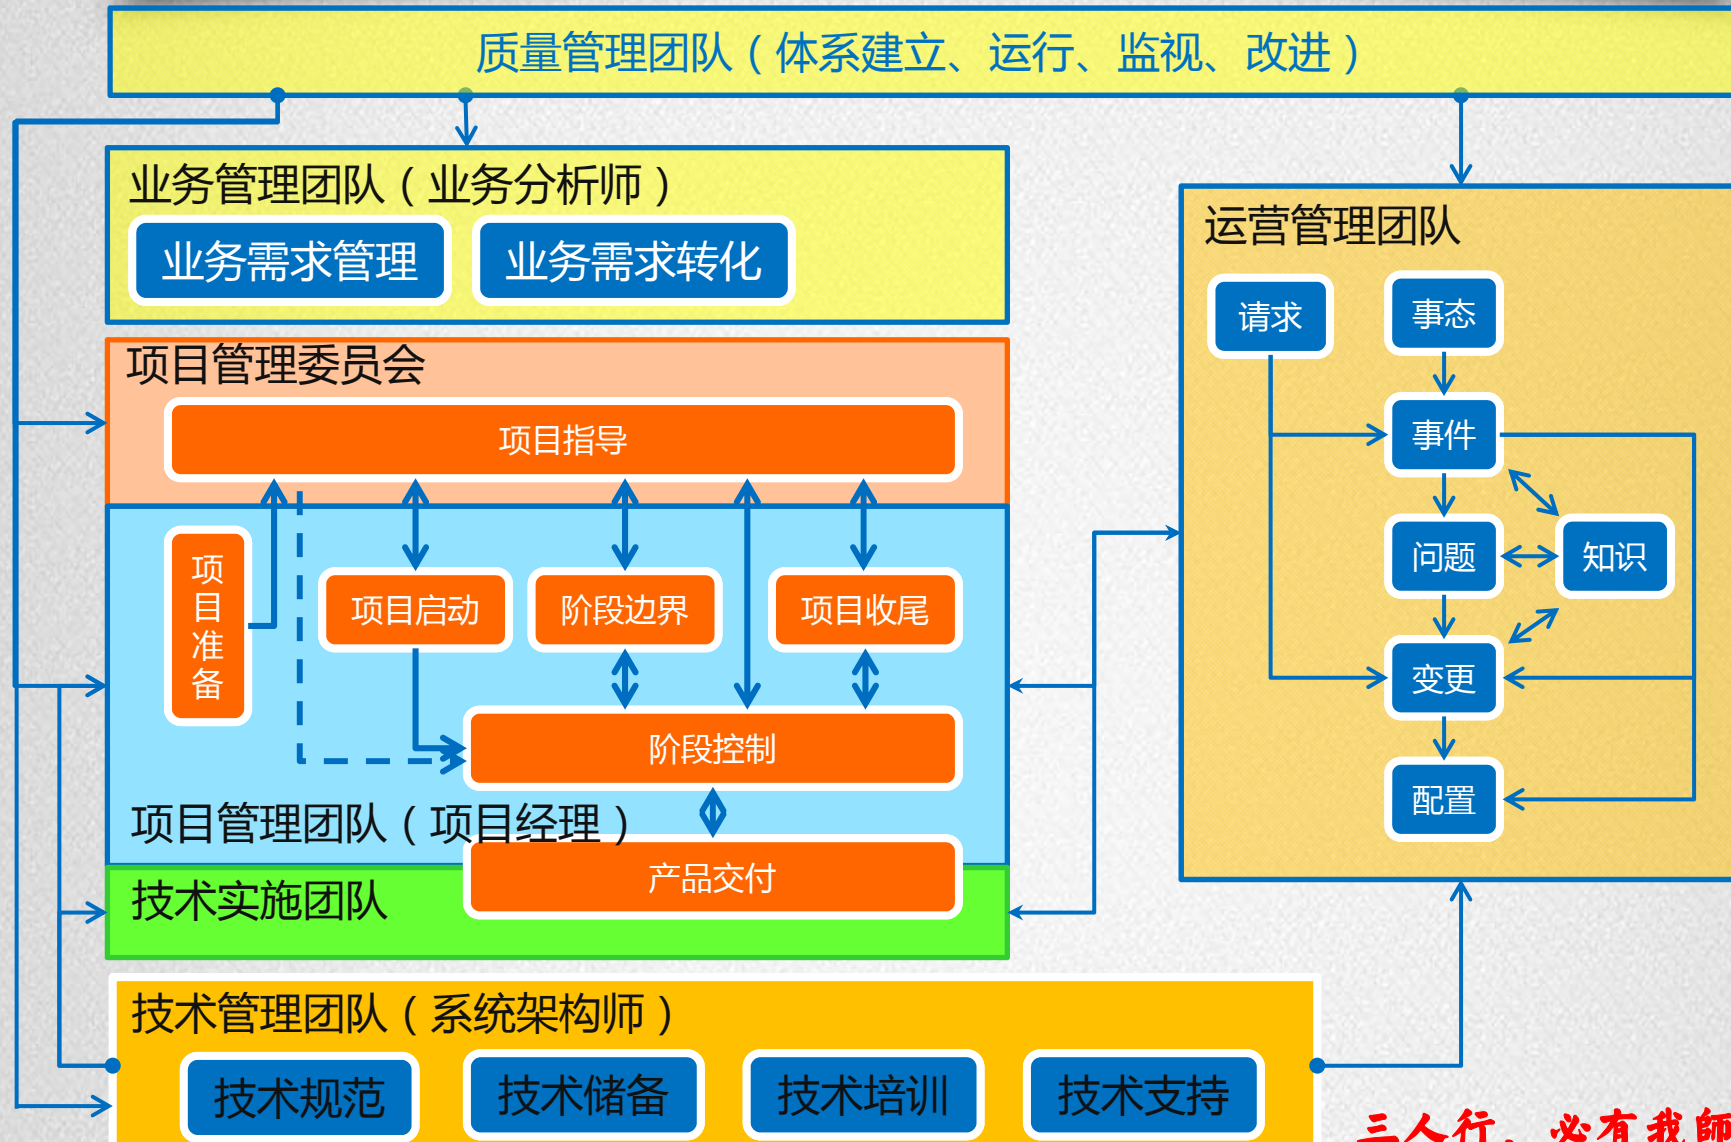 质量管理团队（体系建立、运行、监视、改进）
业务管理团队（业务分析师）
业务需求管理
业务需求转化
项目管理委员会
项目指导
项目准备
项目启动
阶段边界
项目收尾
阶段控制
项目管理团队（项目经理）
产品交付
技术实施团队
技术管理团队（系统架构师）
技术规范
技术储备
技术培训
技术支持
运营管理团队
请求
事态
事件
问题
知识
变更
配置
三人行，必有我師